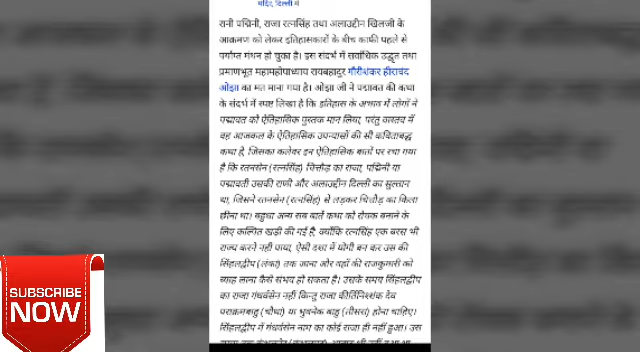 मंदिर, दिल्ली में
रानी पद्मिनी, राजा रत्नसिंह तथा अलाउद्दीन खिलजी के
आक्रमण को लेकर इतिहासकारों के बीच काफी पहले से
पर्याप्त मंथन हो चुका है। इस संदर्भ में सर्वाधिक उद्धृत तथा
प्रमाणभूत महामहोपाध्याय रायबहादुर गौरीशंकर हीराचंद
ओझा का मत माना गया है। ओझा जी ने पद्मावत की कथा
के संदर्भ में स्पष्ट लिखा है कि इतिहास के अभाव में लोगों ने
पद्मावत को ऐतिहासिक पुस्तक मान लिया, परंतु वास्तव में
वह आजकल के ऐतिहासिक उपन्यासों की सी कविताबद्ध
कथा है, जिसका कलेवर इन ऐतिहासिक बातों पर रचा गया
है कि रतनसेन (रत्नसिंह) चित्तौड़ का राजा, पद्मिनी या
पद्मावती उसकी राणी और अलाउद्दीन दिल्ली का सुल्तान
था, जिसने रतनसेन (रत्नसिंह) से लड़कर चित्तौड़ का किला
छीना था। बहुधा अन्य सब बातें कथा को रोचक बनाने के
लिए कल्पित खड़ी की गई है; क्योंकि रत्नसिंह एक बरस भी
राज्य करने नहीं पाया, ऐसी दशा में योगी बन कर उस की
सिंहलद्वीप (लंका) तक जाना और वहाँ की राजकुमारी को
ब्याह लाना कैसे संभव हो सकता है। उसके समय सिंहलद्वीप
का राजा गंधर्वसेन नहीं किन्तु राजा कीर्तिनिश्शंक देव
पराक्रमबाहु (चौथा) या भुवनेक बाहु (तीसरा) होना चाहिए।
सिंहलद्वीप में गंधर्वसेन नाम का कोई राजा ही नहीं हुआ। उस
SUBSCRIBE
NOW